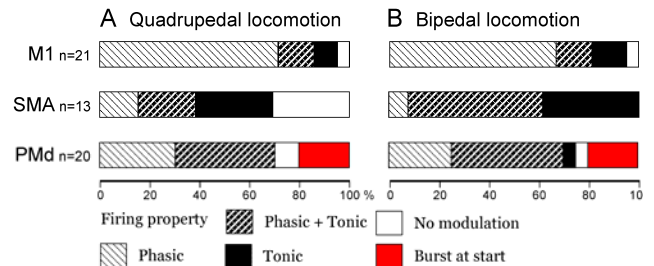 A Quadrupedal locomotion
B Bipedal locomotion
M1 n=21
SMA n=13
PMd n=20
0 20 40 60 80 100 %
0 20 40 60 80 10
Firing property
Phasic + Tonic
No modulation
Phasic
Tonic
Burst at start